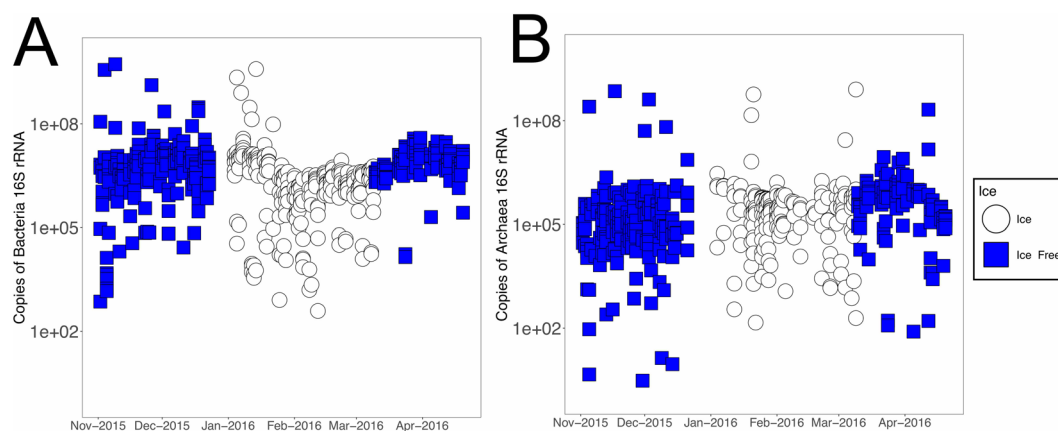 A
Copies of Bacteria 16S rRNA
1e+08
1e+05
1e+02
Nov−2015 Dec−2015 Jan−2016 Feb−2016 Mar−2016 Apr−2016
B
Copies of Archaea 16S rRNA
1e+08
1e+05
1e+02
Nov−2015 Dec−2015 Jan−2016 Feb−2016 Mar−2016 Apr−2016
Ice
Ice
Ice Free